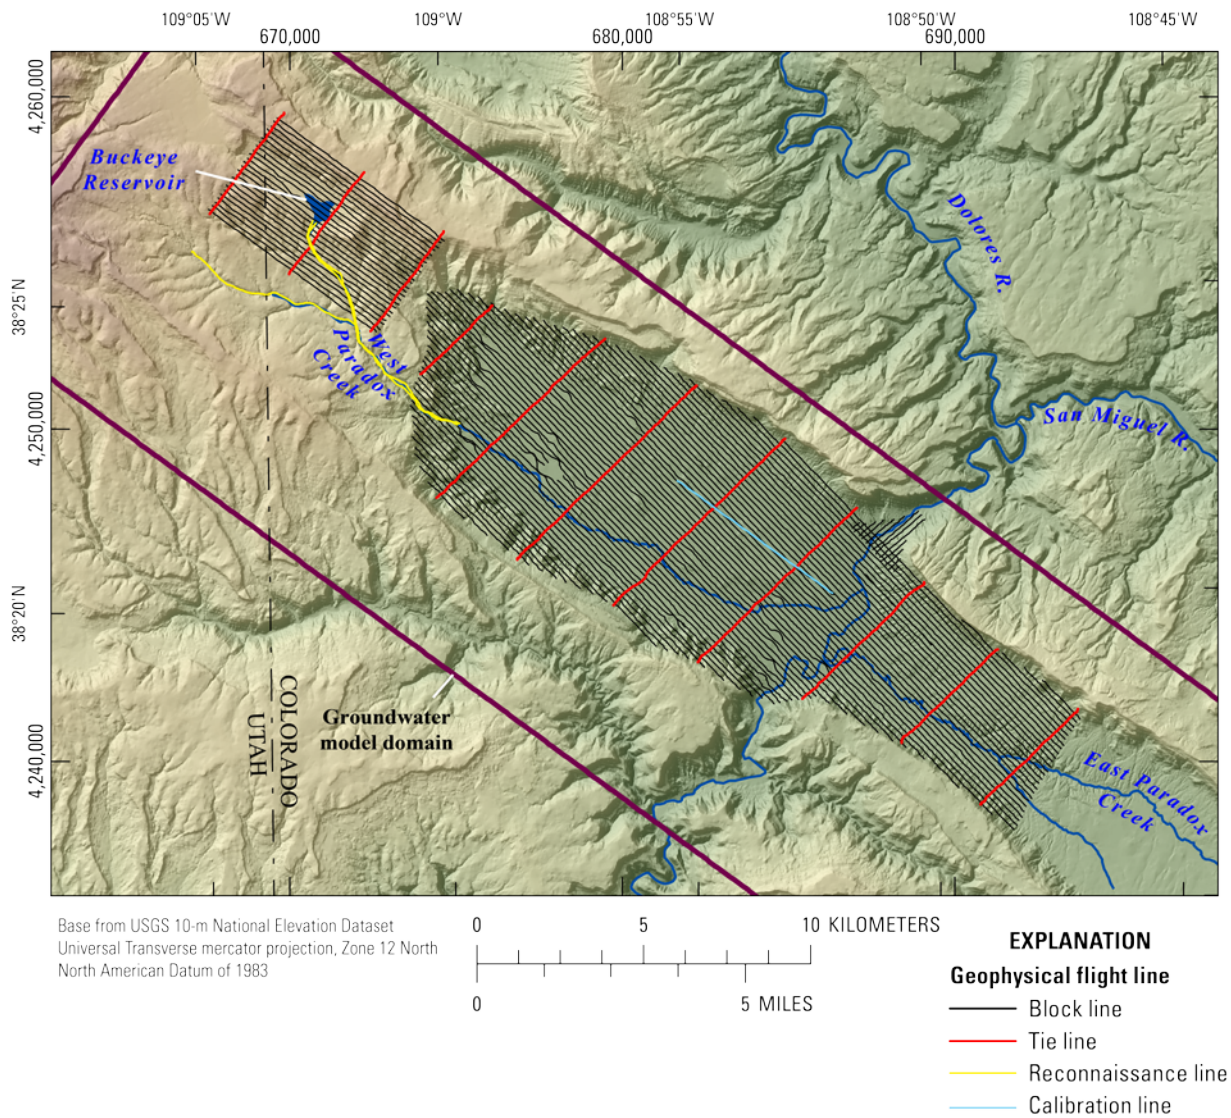 109°05'W
109°W
108°55'W
108°50'W
108°45'W
670,000
680,000
690,000
4,260,000
38°25'N
4,250,000
38°20'N
4,240,000
Buckeye
Reservoir
Dolores R.
San Miguel R.
West
Paradox
Creek
East Paradox
Creek
Groundwater
model domain
COLORADO
UTAH
Base from USGS 10-m National Elevation Dataset
Universal Transverse mercator projection, Zone 12 North
North American Datum of 1983
0 5 10 KILOMETERS
0 5 MILES
EXPLANATION
Geophysical flight line
Block line
Tie line
Reconnaissance line
Calibration line